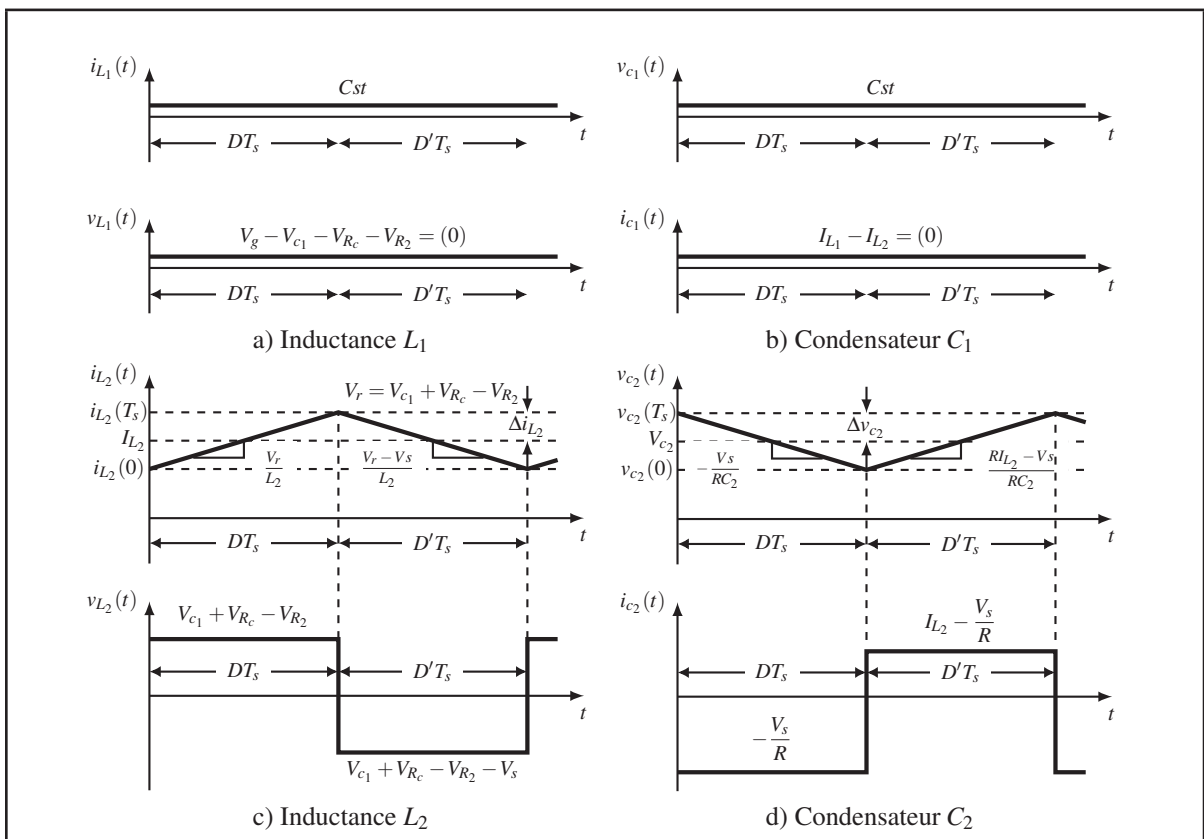 i_{L_1}(t)
Cst
DT_s
D'T_s
t
v_{L_1}(t)
V_g − V_{c_1} − V_{R_c} − V_{R_2} = (0)
DT_s
D'T_s
t
a) Inductance L_1
v_{c_1}(t)
Cst
DT_s
D'T_s
t
i_{c_1}(t)
I_{L_1} − I_{L_2} = (0)
DT_s
D'T_s
t
b) Condensateur C_1
i_{L_2}(t)
V_r = V_{c_1} + V_{R_c} − V_{R_2}
i_{L_2}(T_s)
Δi_{L_2}
I_{L_2}
i_{L_2}(0)
V_r/L_2
V_r − V_s/L_2
DT_s
D'T_s
t
v_{L_2}(t)
V_{c_1} + V_{R_c} − V_{R_2}
DT_s
D'T_s
t
V_{c_1} + V_{R_c} − V_{R_2} − V_s
c) Inductance L_2
v_{c_2}(t)
v_{c_2}(T_s)
Δv_{c_2}
V_{c_2}
v_{c_2}(0)
−V_s/RC_2
RI_{L_2} − V_s/RC_2
DT_s
D'T_s
t
i_{c_2}(t)
I_{L_2} − V_s/R
DT_s
D'T_s
t
−V_s/R
d) Condensateur C_2